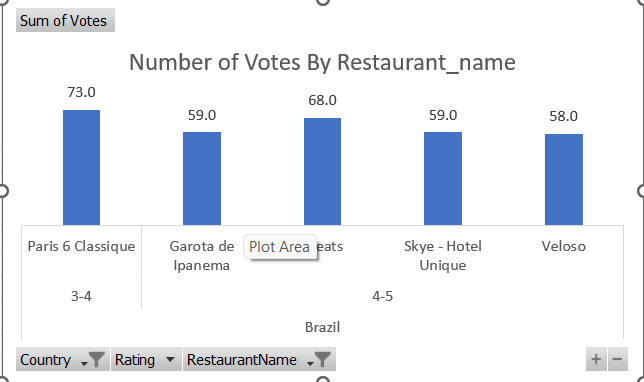 Sum of Votes
Number of Votes By Restaurant_name
73.0
59.0
68.0
59.0
58.0
Paris 6 Classique
Garota de
Ipanema
Plot Area
Skye - Hotel
Unique
Veloso
3-4
4-5
Brazil
Country
Rating
RestaurantName
+
−